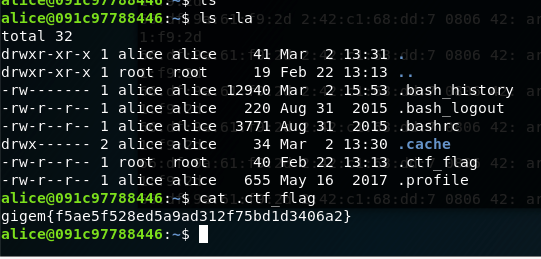 alice@091c97788446:~$ ls
alice@091c97788446:~$ ls -la
total 32
drwxr-xr-x 1 alice alice    41 Mar  2 13:31 .
drwxr-xr-x 1 root  root     19 Feb 22 13:13 ..
-rw------- 1 alice alice 12940 Mar  2 15:53 .bash_history
-rw-r--r-- 1 alice alice   220 Aug 31  2015 .bash_logout
-rw-r--r-- 1 alice alice  3771 Aug 31  2015 .bashrc
drwx------ 2 alice alice    34 Mar  2 13:30 .cache
-rw-r--r-- 1 root  root     40 Feb 22 13:13 .ctf_flag
-rw-r--r-- 1 alice alice   655 May 16  2017 .profile
alice@091c97788446:~$ cat .ctf_flag
gigem{f5ae5f528ed5a9ad312f75bd1d3406a2}
alice@091c97788446:~$